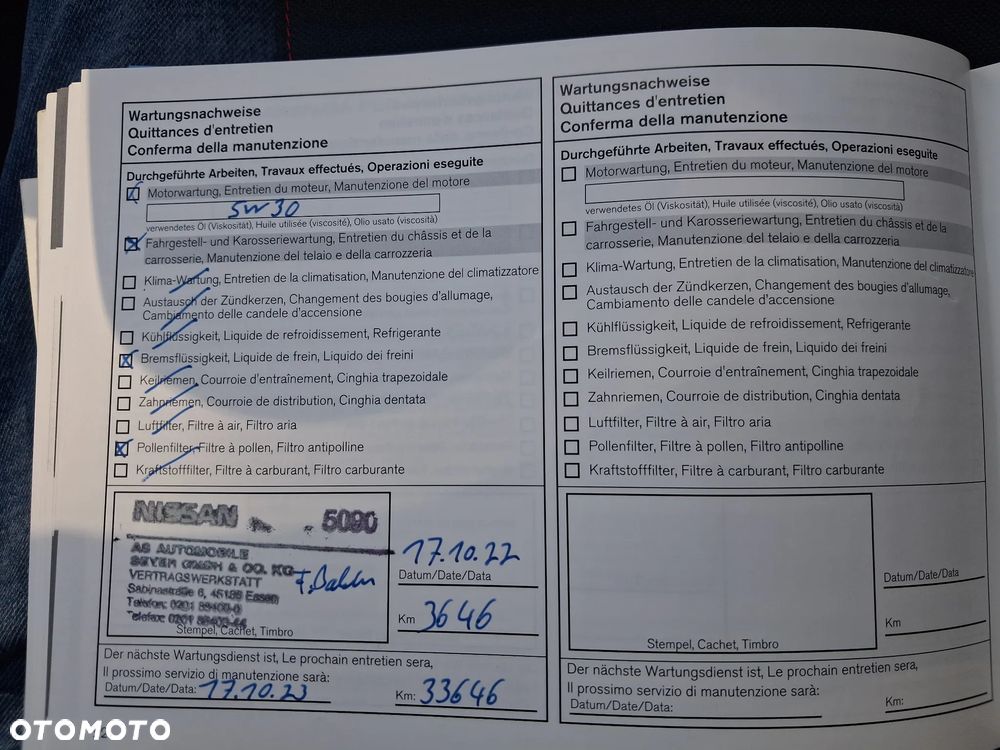 Wartungsnachweise
Quittances d'entretien
Conferma della manutenzione
Durchgeführte Arbeiten, Travaux effectués, Operazioni eseguite
Motorwartung, Entretien du moteur, Manutenzione del motore
5W30
verwendetes Öl (Viskosität), Huile utilisée (viscosité), Olio usato (viscosità)
Fahrgestell- und Karosseriewartung, Entretien du châssis et de la
carrosserie, Manutenzione del telaio e della carrozzeria
Klima-Wartung, Entretien de la climatisation, Manutenzione del climatizzatore
Austausch der Zündkerzen, Changement des bougies d'allumage,
Cambiamento delle candele d'accensione
Kühlflüssigkeit, Liquide de refroidissement, Refrigerante
Bremsflüssigkeit, Liquide de frein, Liquido dei freini
Keilriemen, Courroie d'entraînement, Cinghia trapezoidale
Zahnriemen, Courroie de distribution, Cinghia dentata
Luftfilter, Filtre à air, Filtro aria
Pollenfilter, Filtre à pollen, Filtro antipolline
Kraftstofffilter, Filtre à carburant, Filtro carburante
NISSAN 5090
AS AUTOMOBILE
BEYER GMBH & CO. KG
VERTRAGSWERKSTATT
Sabinastraße 6, 45136 Essen
Telefon: 0201
Telefax: 0201
Stempel, Cachet, Timbro
17.10.22
Datum/Date/Data
Km 3646
Der nächste Wartungsdienst ist, Le prochain entretien sera,
Il prossimo servizio di manutenzione sarà:
Datum/Date/Data: 17.10.23 Km: 33646
Wartungsnachweise
Quittances d'entretien
Conferma della manutenzione
Durchgeführte Arbeiten, Travaux effectués, Operazioni eseguite
Motorwartung, Entretien du moteur, Manutenzione del motore
verwendetes Öl (Viskosität), Huile utilisée (viscosité), Olio usato (viscosità)
Fahrgestell- und Karosseriewartung, Entretien du châssis et de la
carrosserie, Manutenzione del telaio e della carrozzeria
Klima-Wartung, Entretien de la climatisation, Manutenzione del climatizzatore
Austausch der Zündkerzen, Changement des bougies d'allumage,
Cambiamento delle candele d'accensione
Kühlflüssigkeit, Liquide de refroidissement, Refrigerante
Bremsflüssigkeit, Liquide de frein, Liquido dei freini
Keilriemen, Courroie d'entraînement, Cinghia trapezoidale
Zahnriemen, Courroie de distribution, Cinghia dentata
Luftfilter, Filtre à air, Filtro aria
Pollenfilter, Filtre à pollen, Filtro antipolline
Kraftstofffilter, Filtre à carburant, Filtro carburante
Stempel, Cachet, Timbro
Datum/Date/Data
Km
Der nächste Wartungsdienst ist, Le prochain entretien sera,
Il prossimo servizio di manutenzione sarà:
Datum/Date/Data: Km:
OTOMOTO